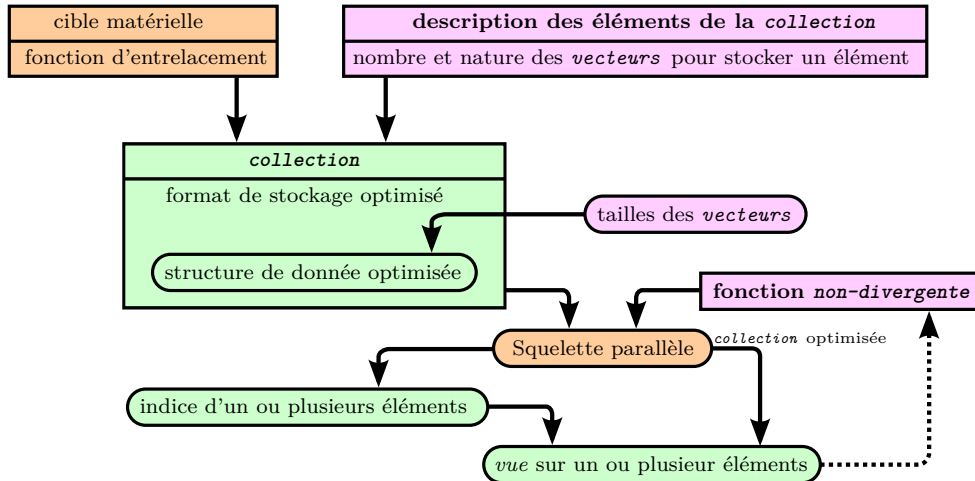 cible matérielle
fonction d'entrelacement
description des éléments de la collection
nombre et nature des vecteurs pour stocker un élément
collection
format de stockage optimisé
tailles des vecteurs
structure de donnée optimisée
fonction non-divergente
Squelette parallèle
collection optimisée
indice d'un ou plusieurs éléments
vue sur un ou plusieur éléments